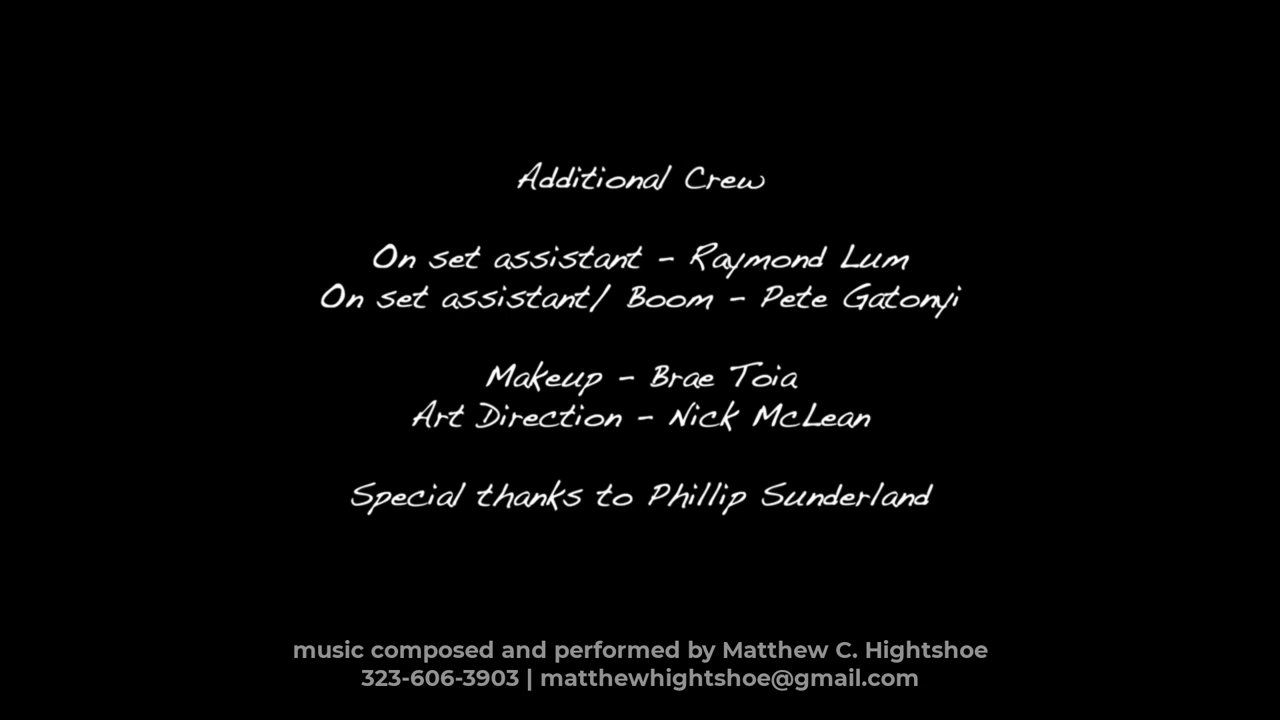 Additional Crew
On set assistant - Raymond Lum
On set assistant/ Boom - Pete Gatonyi
Makeup - Brae Toia
Art Direction - Nick McLean
Special thanks to Phillip Sunderland
music composed and performed by Matthew C. Hightshoe
323-606-3903 | matthewhightshoe@gmail.com